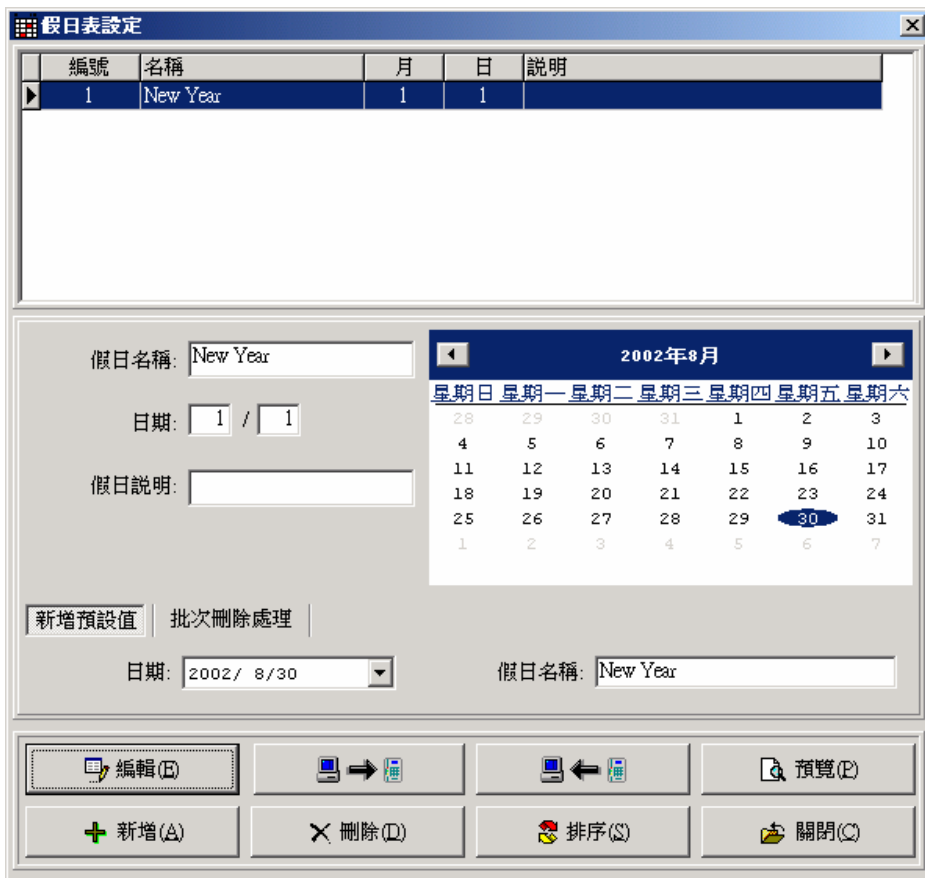 假日表設定
編號 名稱 月 日 説明
1 New Year 1 1
假日名稱: New Year
日期: 1 / 1
假日説明:
2002年8月
星期日 星期一 星期二 星期三 星期四 星期五 星期六
28 29 30 31 1 2 3
4 5 6 7 8 9 10
11 12 13 14 15 16 17
18 19 20 21 22 23 24
25 26 27 28 29 30 31
1 2 3 4 5 6 7
新增預設值 批次刪除處理
日期: 2002/ 8/30 假日名稱: New Year
編輯(E) 預覽(P)
新增(A) 刪除(D) 排序(S) 關閉(C)